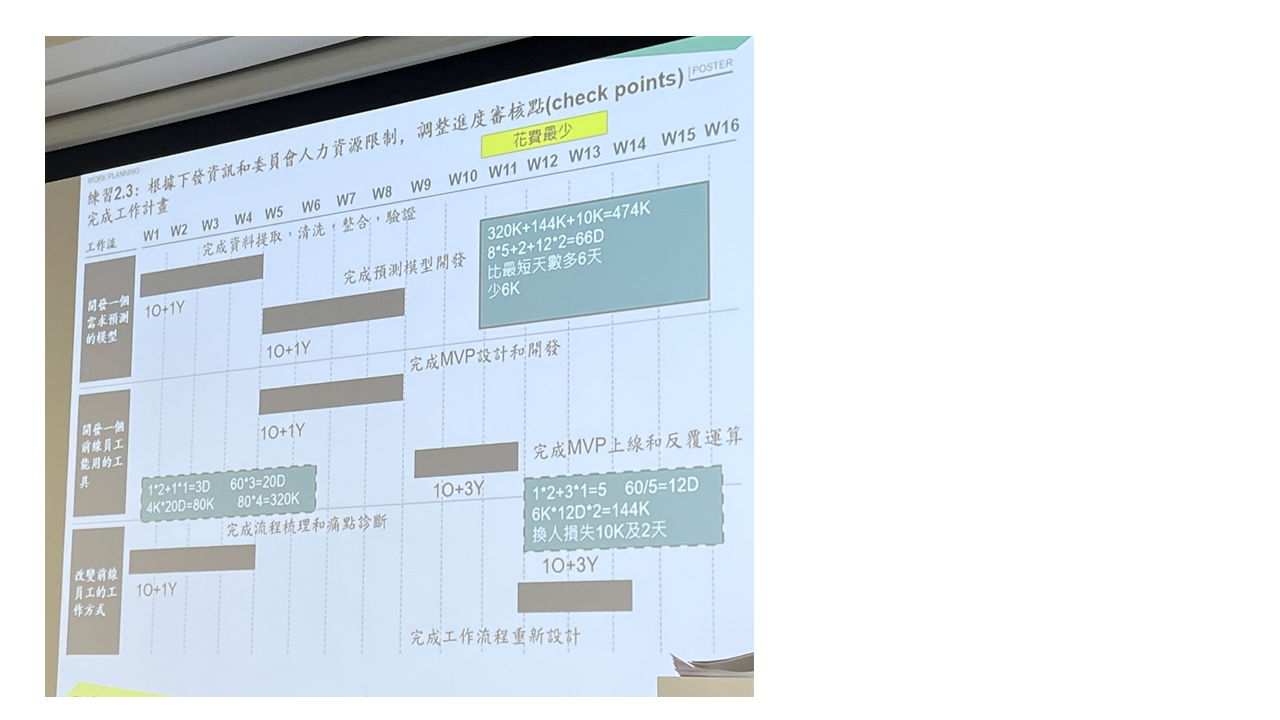 POSTER
WORK PLANNING
練習2.3：根據下發資訊和委員會人力資源限制，調整進度審核點(check points)
完成工作計畫
花費最少
工作流
W1 W2 W3 W4 W5 W6 W7 W8 W9 W10 W11 W12 W13 W14 W15 W16
完成資料提取，清洗，整合，驗證
320K+144K+10K=474K
8*5+2+12*2=66D
比最短天數多6天
少6K
開發一個
需求預測
的模型
1O+1Y
完成預測模型開發
1O+1Y
完成MVP設計和開發
開發一個
前線員工
能用的工
具
1O+1Y
1O+3Y
完成MVP上線和反覆運算
1*2+1*1=3D 60*3=20D
4K*20D=80K 80*4=320K
1*2+3*1=5 60/5=12D
6K*12D*2=144K
換人損失10K及2天
完成流程梳理和痛點診斷
改變前線
員工的工
作方式
1O+1Y
1O+3Y
完成工作流程重新設計